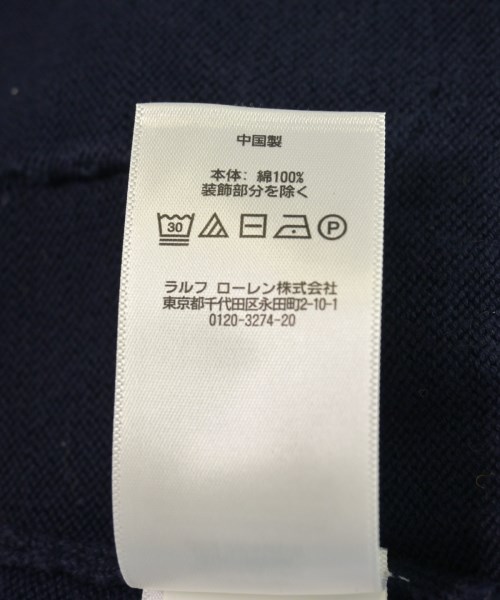 中国製
本体: 綿100%
装飾部分を除く
30 P
ラルフ ローレン株式会社
東京都千代田区永田町2-10-1
0120-3274-20